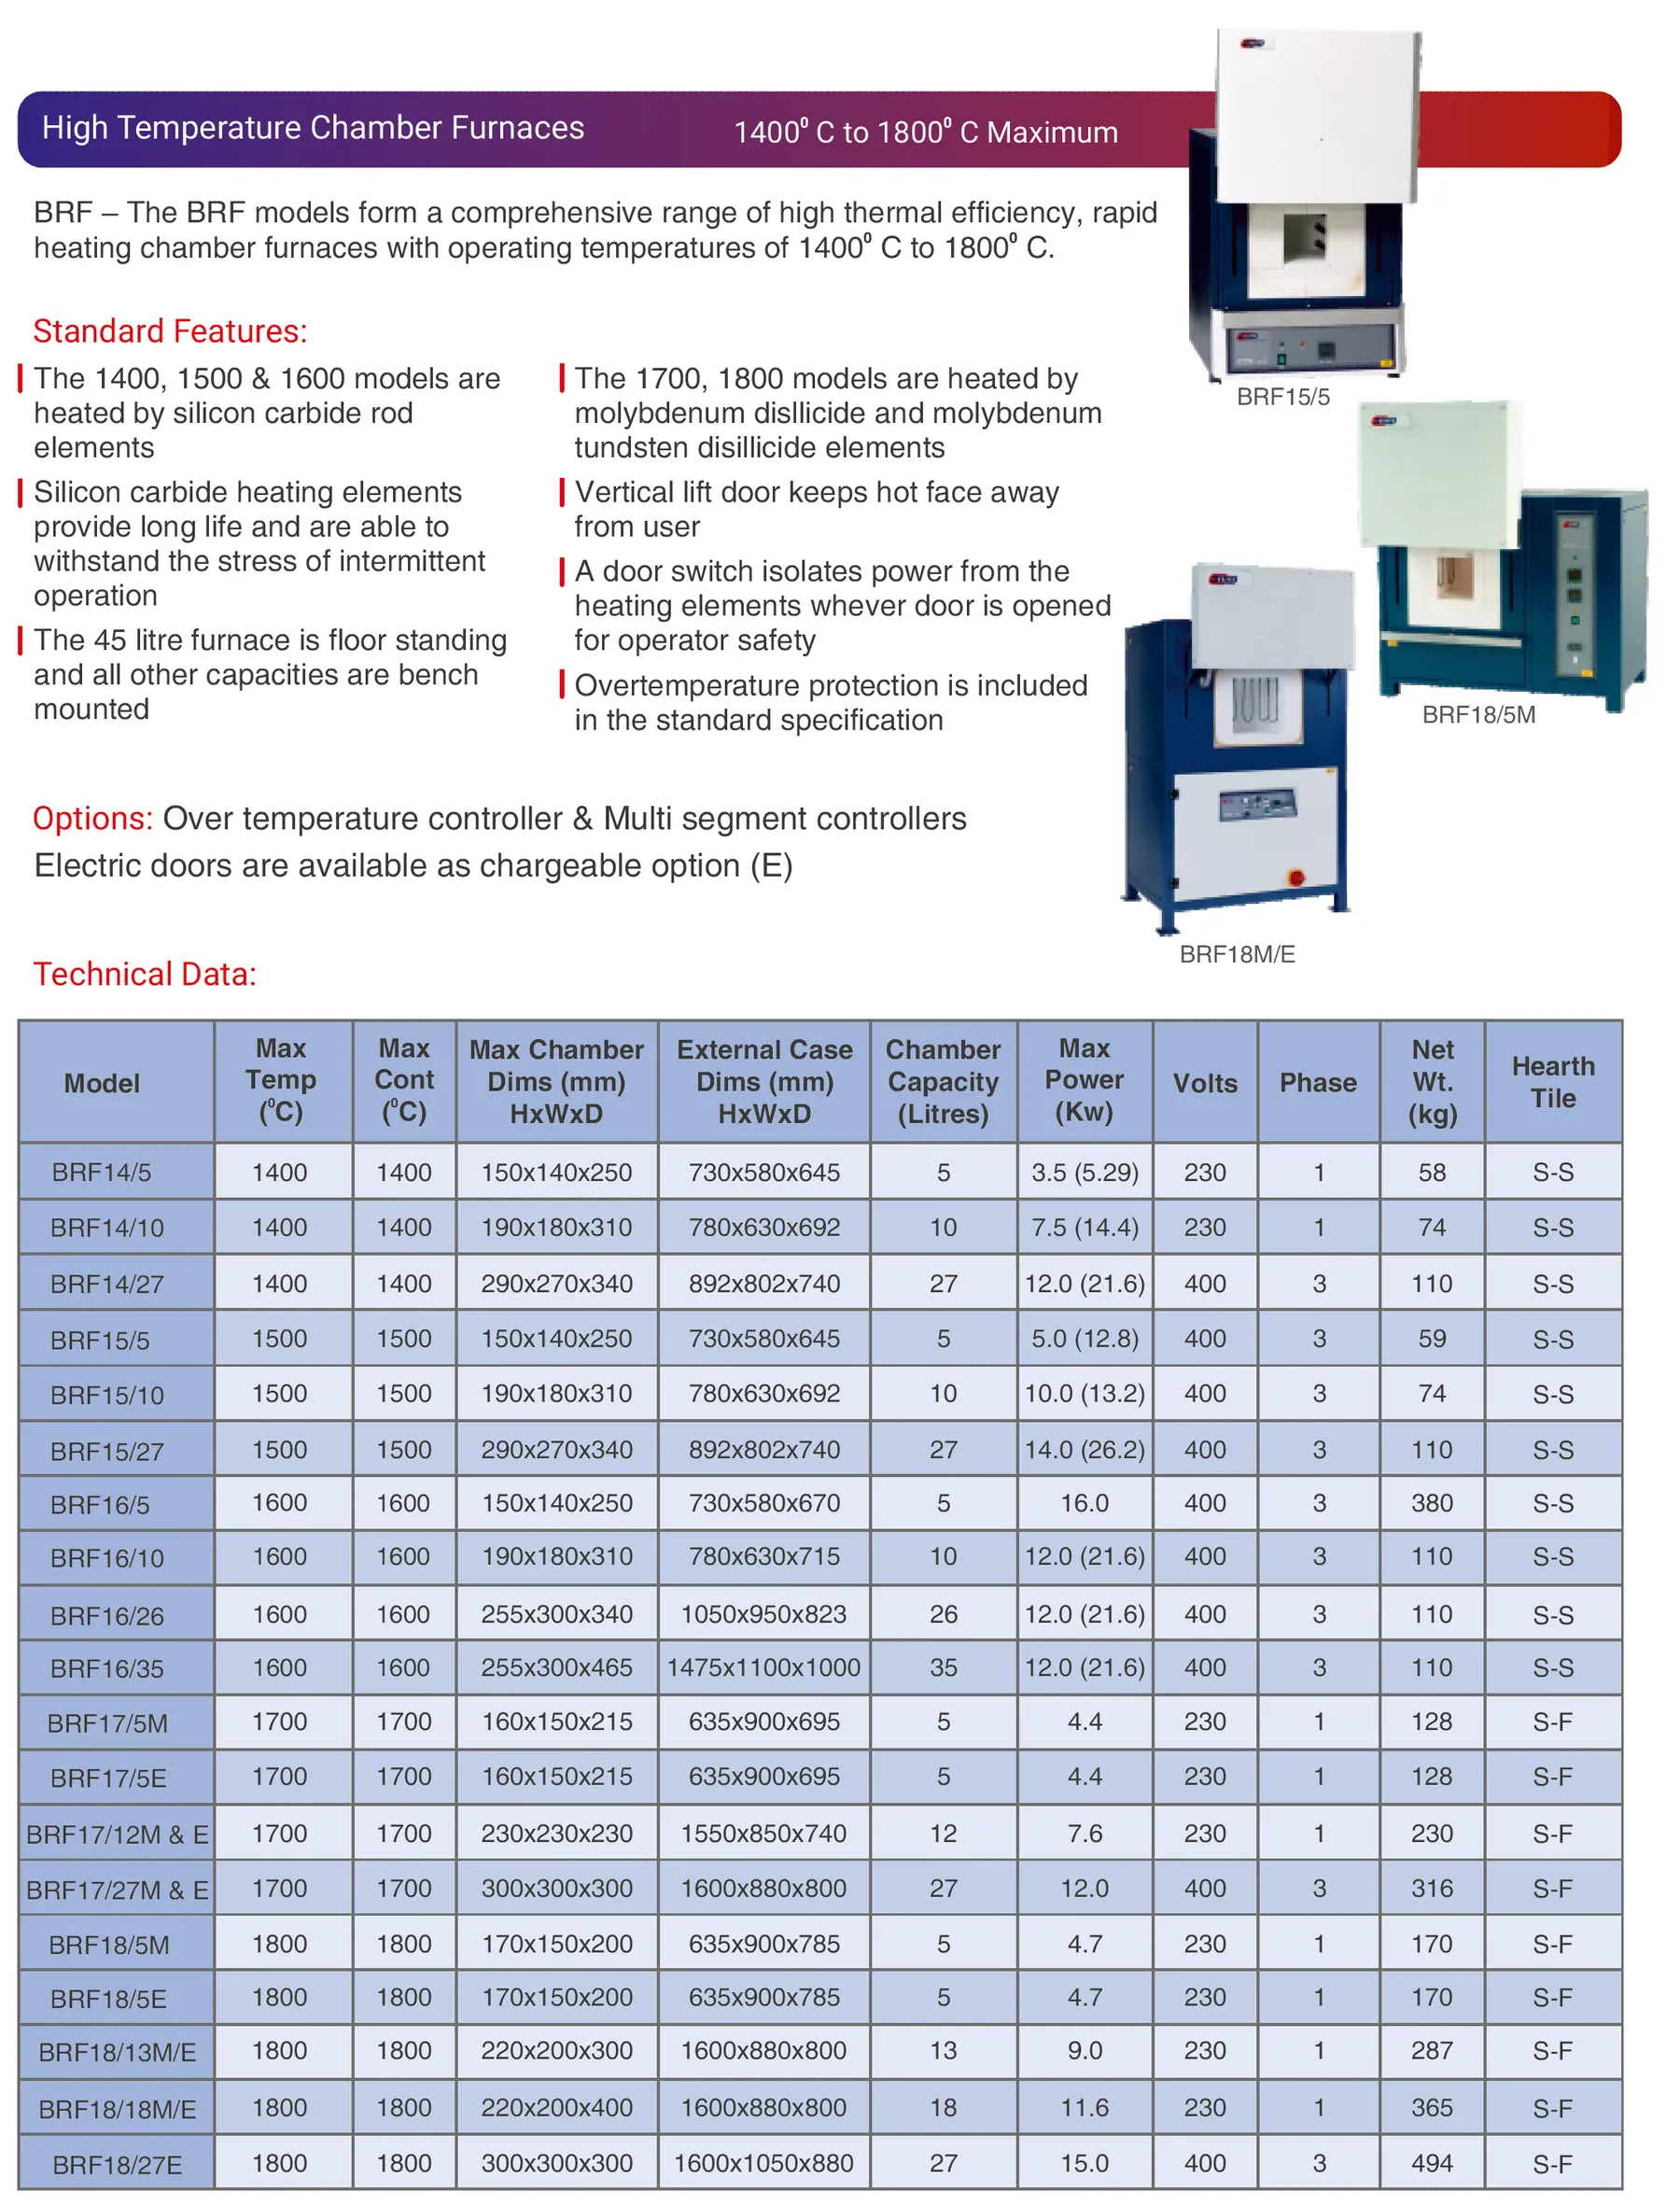 High Temperature Chamber Furnaces 1400⁰ C to 1800⁰ C Maximum
BRF – The BRF models form a comprehensive range of high thermal efficiency, rapid
heating chamber furnaces with operating temperatures of 1400⁰ C to 1800⁰ C.
Standard Features:
The 1400, 1500 & 1600 models are
heated by silicon carbide rod
elements
Silicon carbide heating elements
provide long life and are able to
withstand the stress of intermittent
operation
The 45 litre furnace is floor standing
and all other capacities are bench
mounted
The 1700, 1800 models are heated by
molybdenum disllicide and molybdenum
tundsten disillicide elements
Vertical lift door keeps hot face away
from user
A door switch isolates power from the
heating elements whever door is opened
for operator safety
Overtemperature protection is included
in the standard specification
BRF15/5
BRF18/5M
BRF18M/E
Options: Over temperature controller & Multi segment controllers
Electric doors are available as chargeable option (E)
Technical Data:
Model | Max Temp (⁰C) | Max Cont (⁰C) | Max Chamber Dims (mm) HxWxD | External Case Dims (mm) HxWxD | Chamber Capacity (Litres) | Max Power (Kw) | Volts | Phase | Net Wt. (kg) | Hearth Tile
BRF14/5 1400 1400 150x140x250 730x580x645 5 3.5 (5.29) 230 1 58 S-S
BRF14/10 1400 1400 190x180x310 780x630x692 10 7.5 (14.4) 230 1 74 S-S
BRF14/27 1400 1400 290x270x340 892x802x740 27 12.0 (21.6) 400 3 110 S-S
BRF15/5 1500 1500 150x140x250 730x580x645 5 5.0 (12.8) 400 3 59 S-S
BRF15/10 1500 1500 190x180x310 780x630x692 10 10.0 (13.2) 400 3 74 S-S
BRF15/27 1500 1500 290x270x340 892x802x740 27 14.0 (26.2) 400 3 110 S-S
BRF16/5 1600 1600 150x140x250 730x580x670 5 16.0 400 3 380 S-S
BRF16/10 1600 1600 190x180x310 780x630x715 10 12.0 (21.6) 400 3 110 S-S
BRF16/26 1600 1600 255x300x340 1050x950x823 26 12.0 (21.6) 400 3 110 S-S
BRF16/35 1600 1600 255x300x465 1475x1100x1000 35 12.0 (21.6) 400 3 110 S-S
BRF17/5M 1700 1700 160x150x215 635x900x695 5 4.4 230 1 128 S-F
BRF17/5E 1700 1700 160x150x215 635x900x695 5 4.4 230 1 128 S-F
BRF17/12M & E 1700 1700 230x230x230 1550x850x740 12 7.6 230 1 230 S-F
BRF17/27M & E 1700 1700 300x300x300 1600x880x800 27 12.0 400 3 316 S-F
BRF18/5M 1800 1800 170x150x200 635x900x785 5 4.7 230 1 170 S-F
BRF18/5E 1800 1800 170x150x200 635x900x785 5 4.7 230 1 170 S-F
BRF18/13M/E 1800 1800 220x200x300 1600x880x800 13 9.0 230 1 287 S-F
BRF18/18M/E 1800 1800 220x200x400 1600x880x800 18 11.6 230 1 365 S-F
BRF18/27E 1800 1800 300x300x300 1600x1050x880 27 15.0 400 3 494 S-F